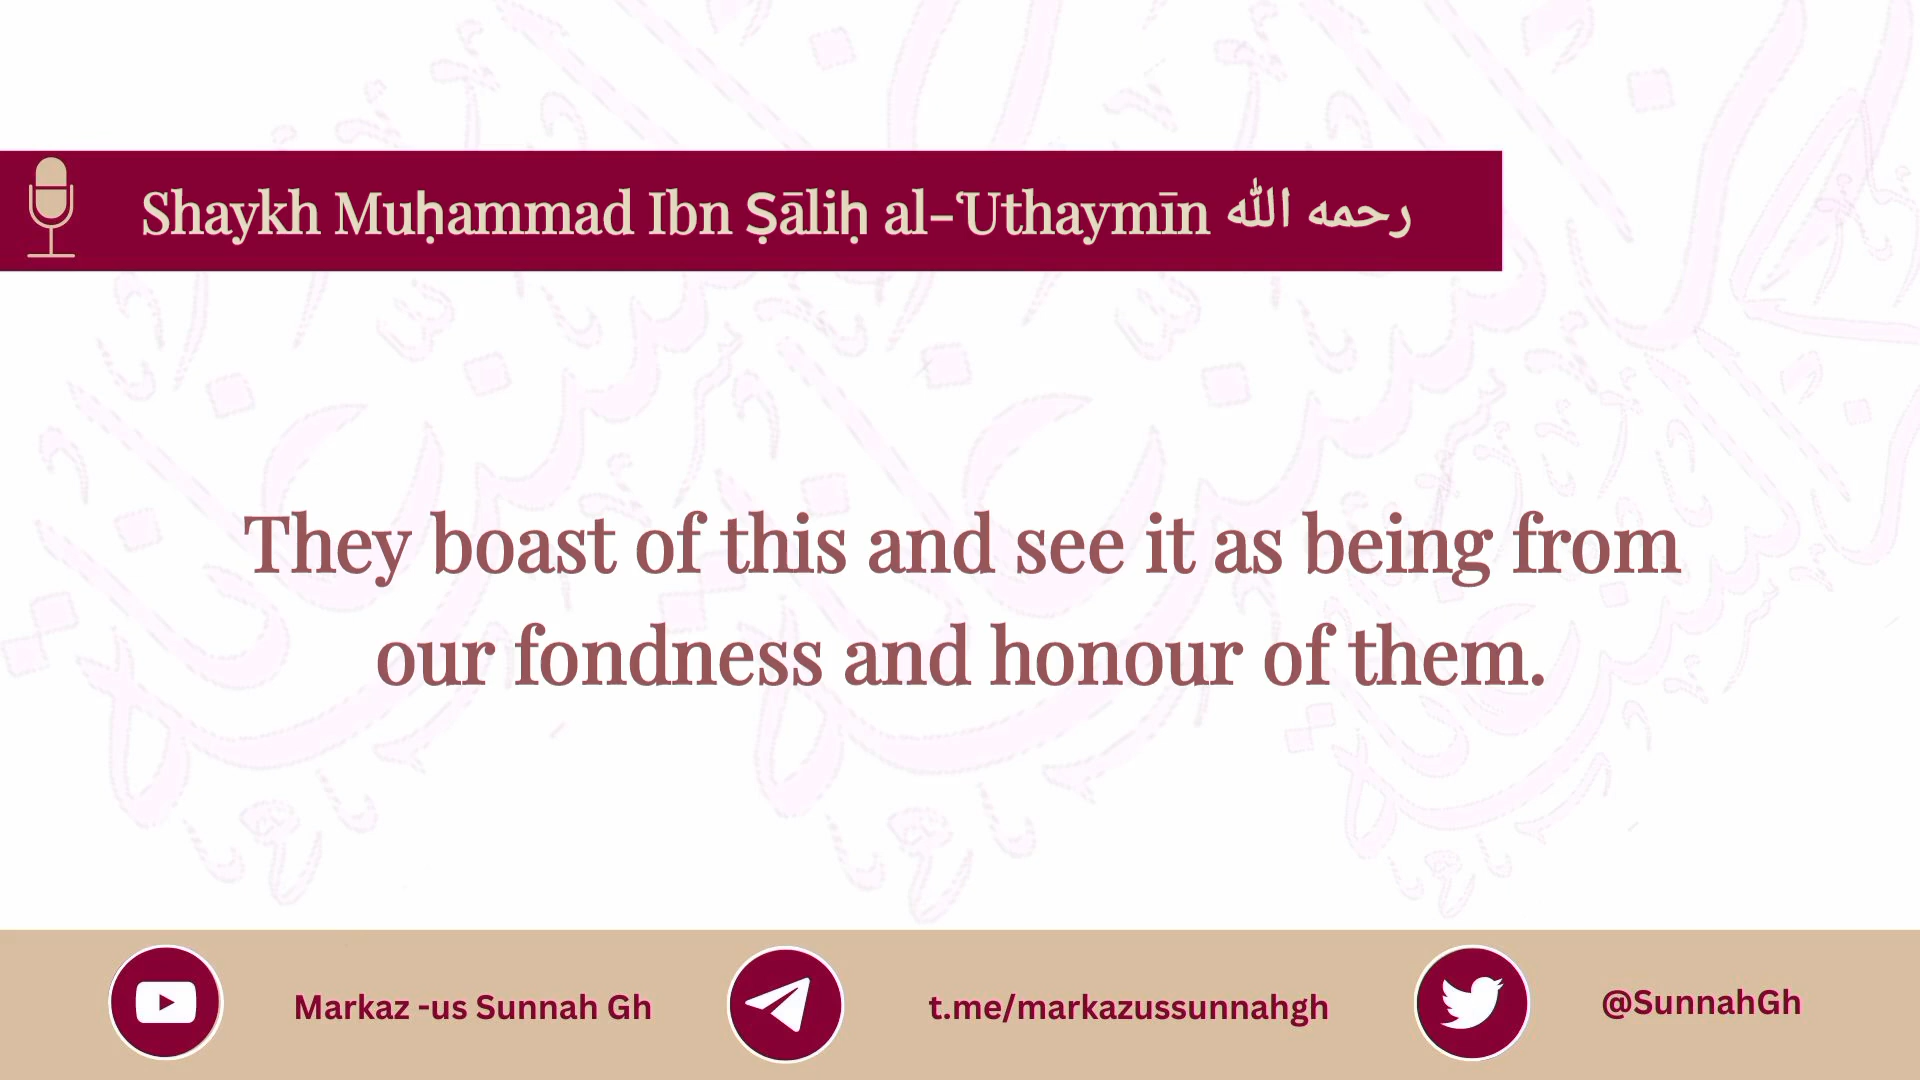 Shaykh Muḥammad Ibn Ṣāliḥ al-ʿUthaymīn رحمه الله
They boast of this and see it as being from
our fondness and honour of them.
Markaz -us Sunnah Gh
t.me/markazussunnahgh
@SunnahGh